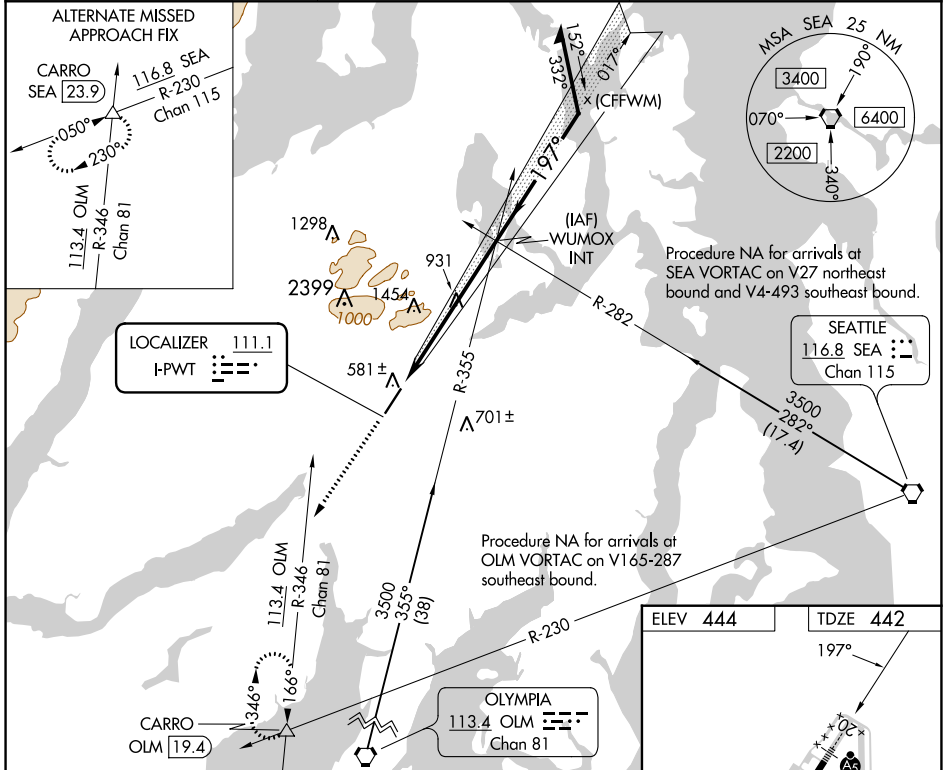 ALTERNATE MISSED
APPROACH FIX
CARRO
SEA 23.9
116.8 SEA
R-230
Chan 115
050°
230°
113.4 OLM
R-346
Chan 81
152°
332°
017°
(CFFWM)
197°
MSA SEA 25 NM
190°
3400
070°
6400
2200
340°
(IAF)
WUMOX
INT
1298
931
2399
1454
1000
Procedure NA for arrivals at
SEA VORTAC on V27 northeast
bound and V4-493 southeast bound.
R-282
LOCALIZER 111.1
I-PWT
581±
R-355
701±
SEATTLE
116.8 SEA
Chan 115
3500
282°
(17.4)
Procedure NA for arrivals at
OLM VORTAC on V165-287
southeast bound.
113.4 OLM
R-346
Chan 81
3500
355°
(38)
R-230
ELEV 444
TDZE 442
197°
346°
166°
CARRO
OLM 19.4
OLYMPIA
113.4 OLM
Chan 81
20
A5